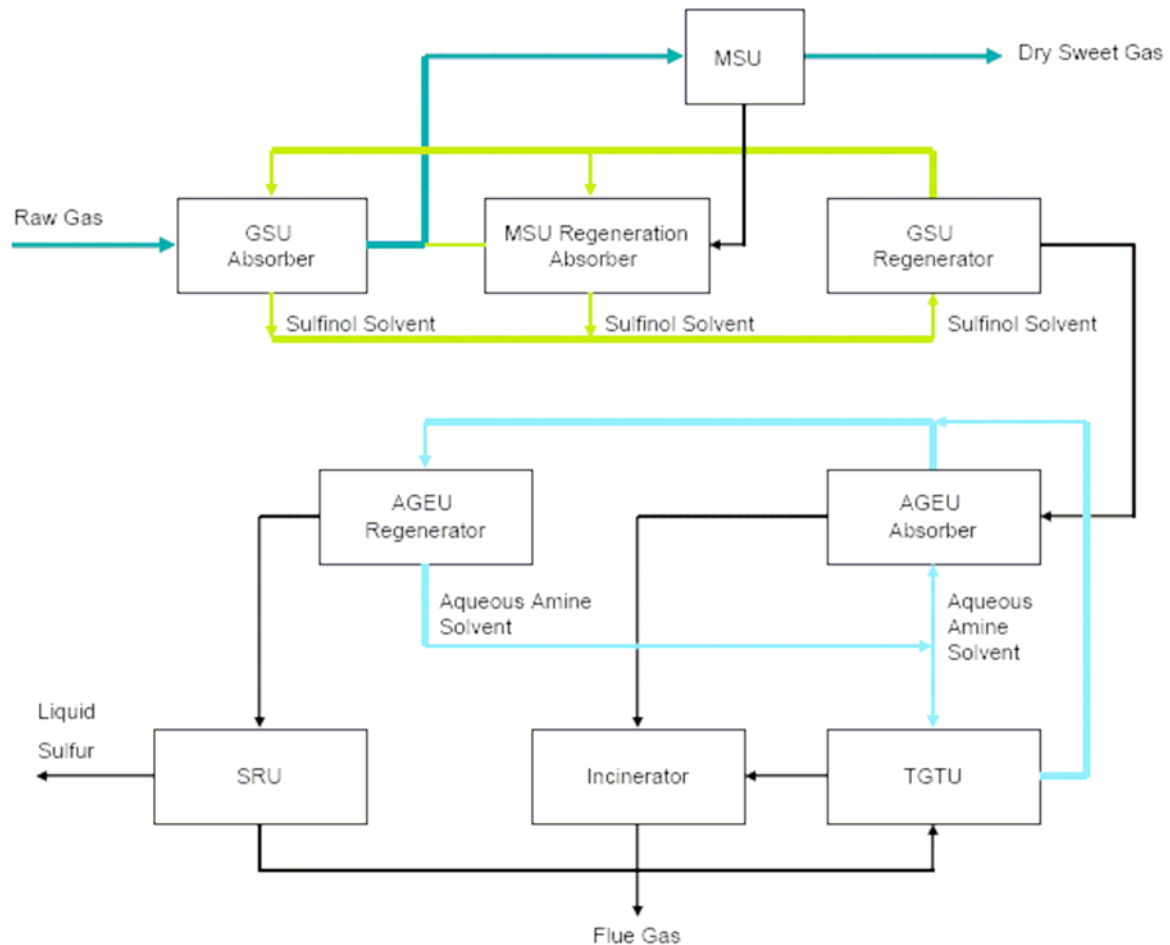 MSU
Dry Sweet Gas
Raw Gas
GSU
Absorber
MSU Regeneration
Absorber
GSU
Regenerator
Sulfinol Solvent
Sulfinol Solvent
Sulfinol Solvent
AGEU
Regenerator
AGEU
Absorber
Aqueous Amine
Solvent
Aqueous
Amine
Solvent
Liquid
Sulfur
SRU
Incinerator
TGTU
Flue Gas